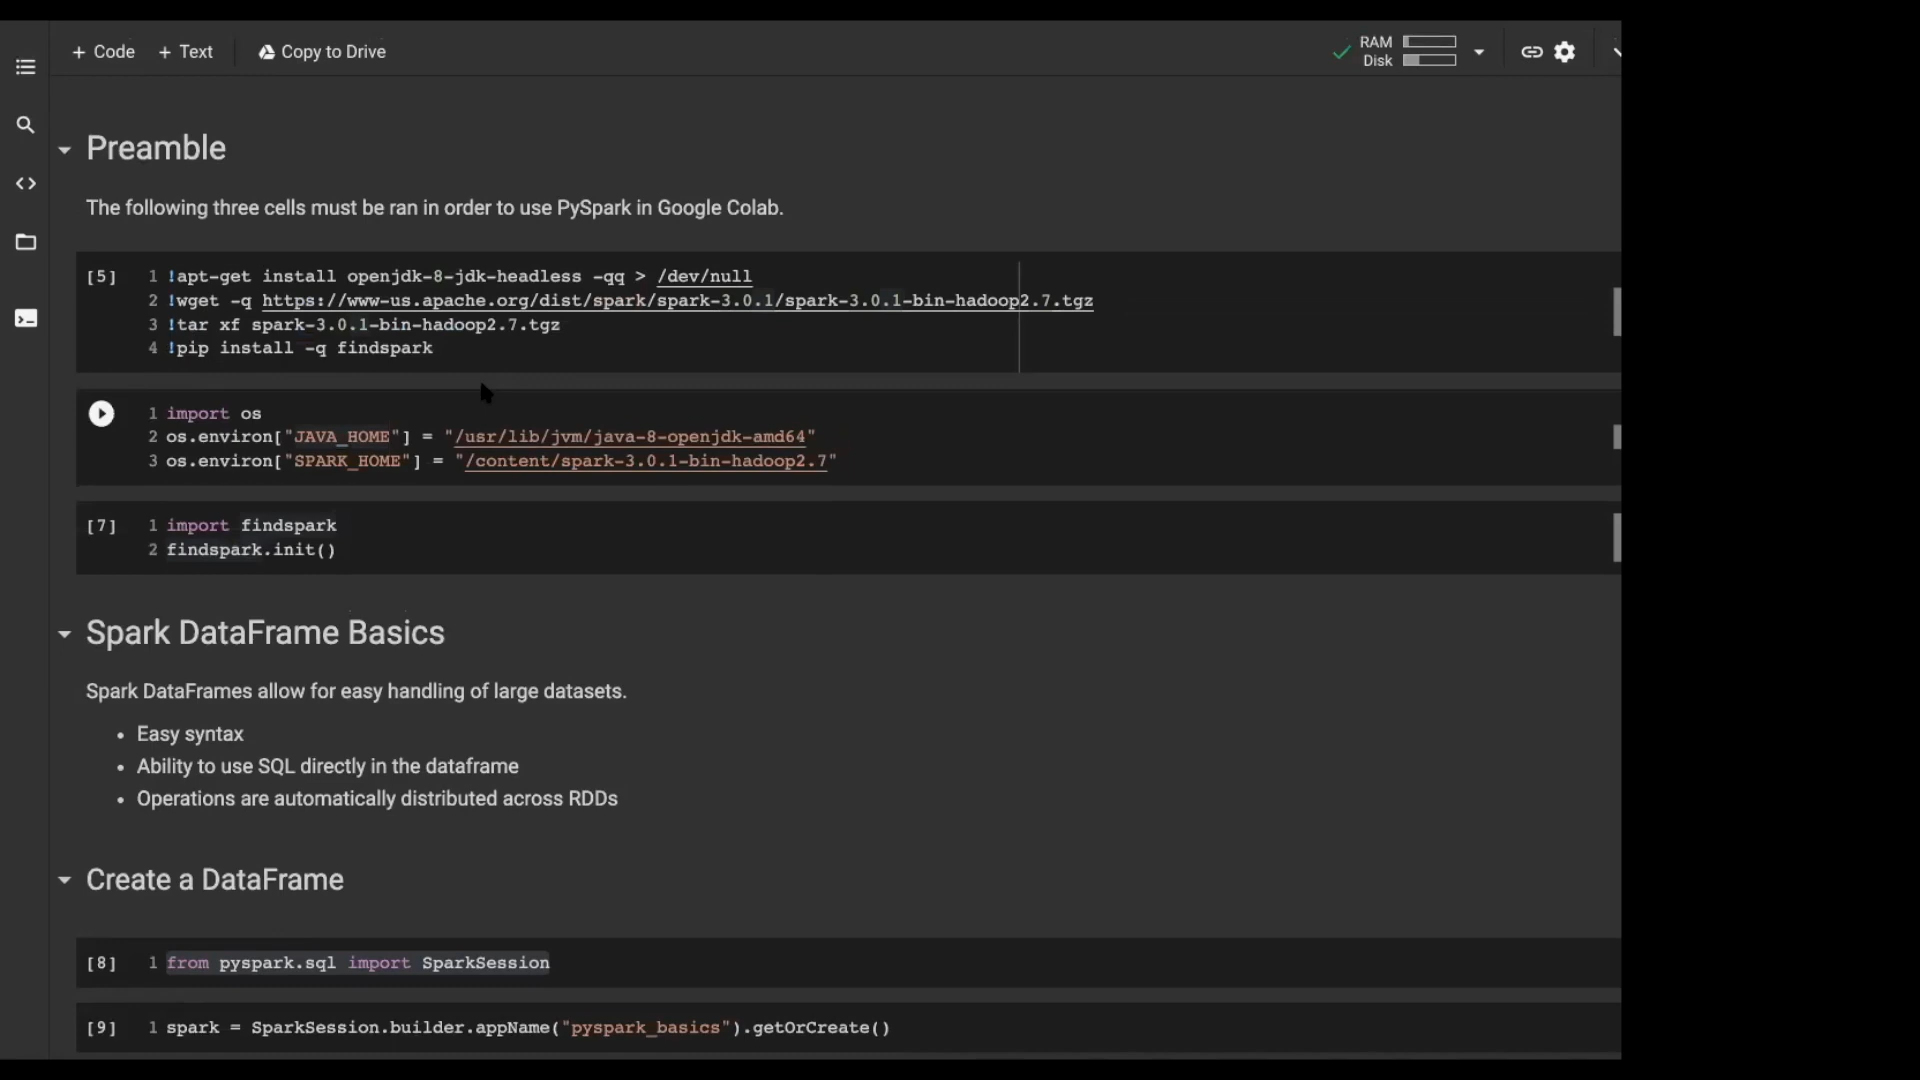 + Code + Text Copy to Drive
RAM
Disk
Preamble
The following three cells must be ran in order to use PySpark in Google Colab.
[5] 1 !apt-get install openjdk-8-jdk-headless -qq > /dev/null
2 !wget -q https://www-us.apache.org/dist/spark/spark-3.0.1/spark-3.0.1-bin-hadoop2.7.tgz
3 !tar xf spark-3.0.1-bin-hadoop2.7.tgz
4 !pip install -q findspark
1 import os
2 os.environ["JAVA_HOME"] = "/usr/lib/jvm/java-8-openjdk-amd64"
3 os.environ["SPARK_HOME"] = "/content/spark-3.0.1-bin-hadoop2.7"
[7] 1 import findspark
2 findspark.init()
Spark DataFrame Basics
Spark DataFrames allow for easy handling of large datasets.
• Easy syntax
• Ability to use SQL directly in the dataframe
• Operations are automatically distributed across RDDs
Create a DataFrame
[8] 1 from pyspark.sql import SparkSession
[9] 1 spark = SparkSession.builder.appName("pyspark_basics").getOrCreate()